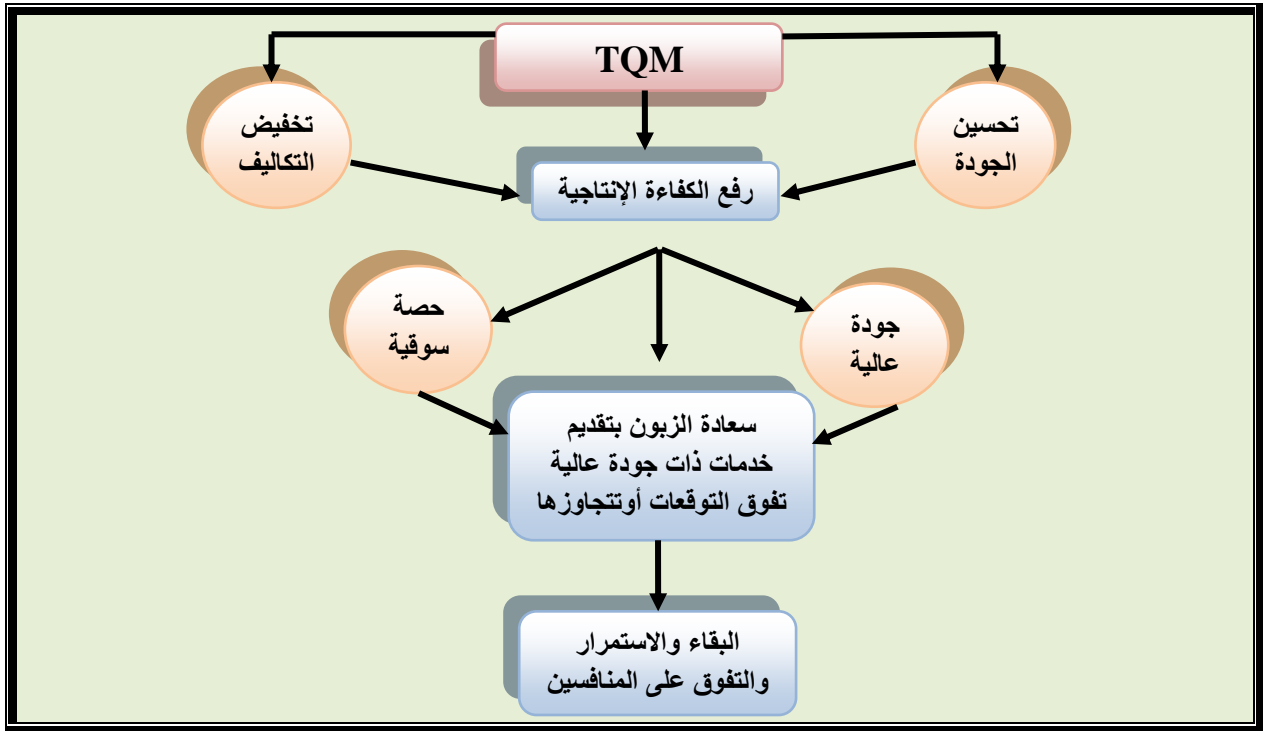 TQM
تحسين
الجودة
تخفيض
التكاليف
رفع الكفاءة الإنتاجية
جودة
عالية
حصة
سوقية
سعادة الزبون بتقديم
خدمات ذات جودة عالية
تفوق التوقعات أوتتجاوزها
البقاء والاستمرار
والتفوق على المنافسين